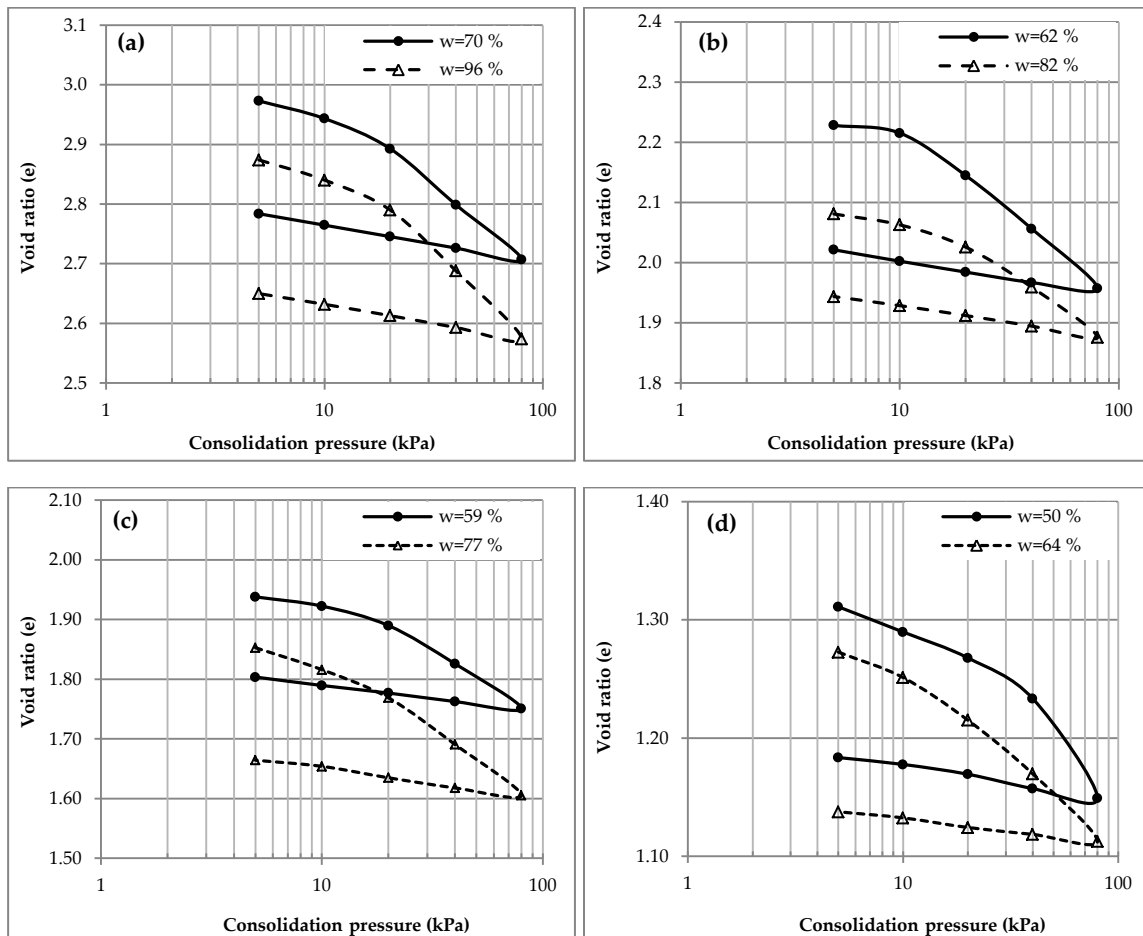 (a)
w=70 %
w=96 %
3.1
3.0
2.9
2.8
2.7
2.6
2.5
Void ratio (e)
1
10
100
Consolidation pressure (kPa)
(b)
w=62 %
w=82 %
2.4
2.3
2.2
2.1
2.0
1.9
1.8
Void ratio (e)
1
10
100
Consolidation pressure (kPa)
(c)
w=59 %
w=77 %
2.10
2.00
1.90
1.80
1.70
1.60
1.50
Void ratio (e)
1
10
100
Consolidation pressure (kPa)
(d)
w=50 %
w=64 %
1.40
1.30
1.20
1.10
Void ratio (e)
1
10
100
Consolidation pressure (kPa)